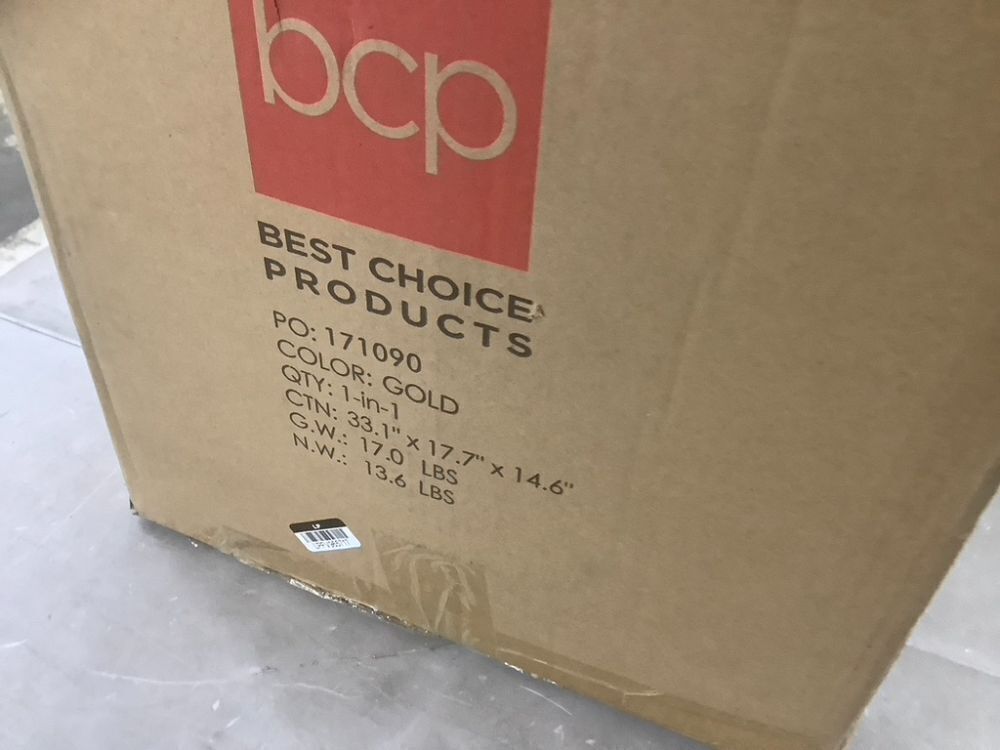 bcp
BEST CHOICE
PRODUCTS
PO: 171090
COLOR: GOLD
QTY: 1-in-1
CTN: 33.1" x 17.7" x 14.6"
G.W.: 17.0 LBS
N.W.: 13.6 LBS
LP